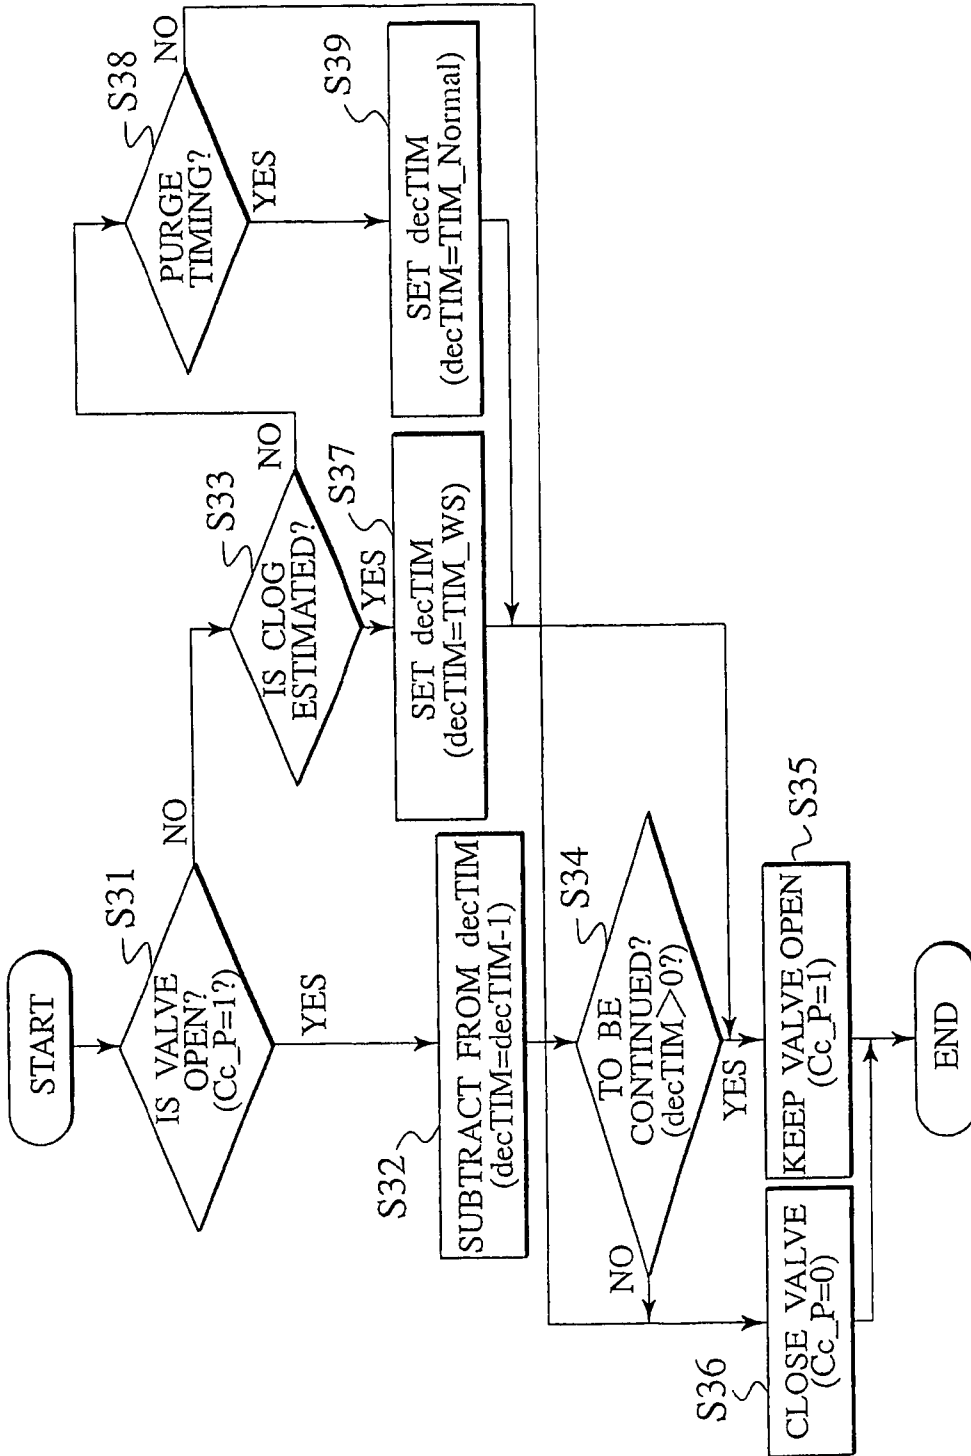 START
IS VALVE
OPEN?
(Cc_P=1?)
S31
NO
YES
S32
SUBTRACT FROM decTIM
(decTIM=decTIM-1)
IS CLOG
ESTIMATED?
S33
NO
YES
S37
SET decTIM
(decTIM=TIM_WS)
PURGE
TIMING?
S38
NO
YES
S39
SET decTIM
(decTIM=TIM_Normal)
TO BE
CONTINUED?
(decTIM>0?)
S34
NO
YES
S36
CLOSE VALVE
(Cc_P=0)
KEEP VALVE OPEN
(Cc_P=1)
S35
END